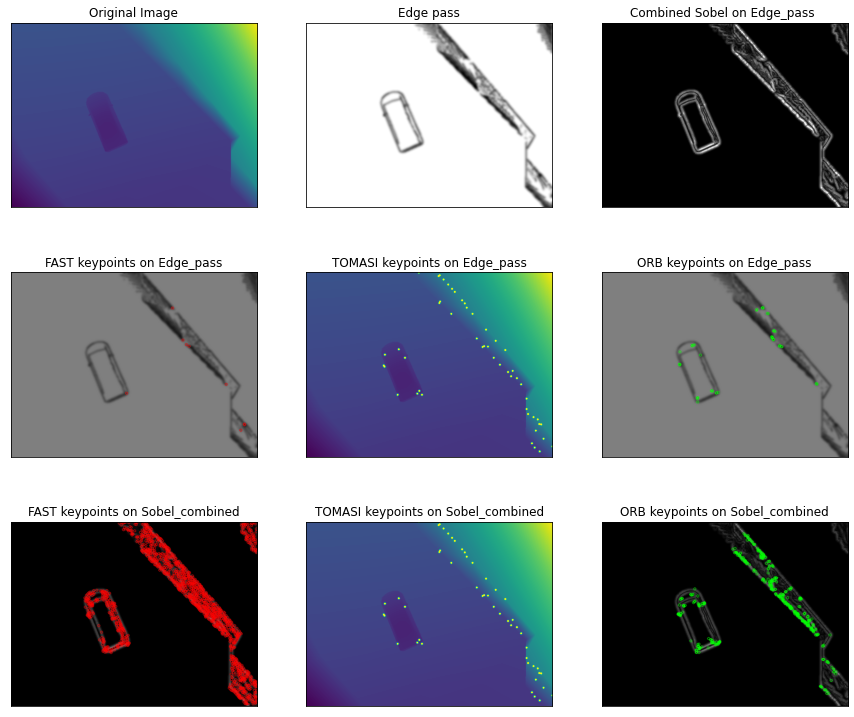 Original Image
Edge pass
Combined Sobel on Edge_pass
FAST keypoints on Edge_pass
TOMASI keypoints on Edge_pass
ORB keypoints on Edge_pass
FAST keypoints on Sobel_combined
TOMASI keypoints on Sobel_combined
ORB keypoints on Sobel_combined